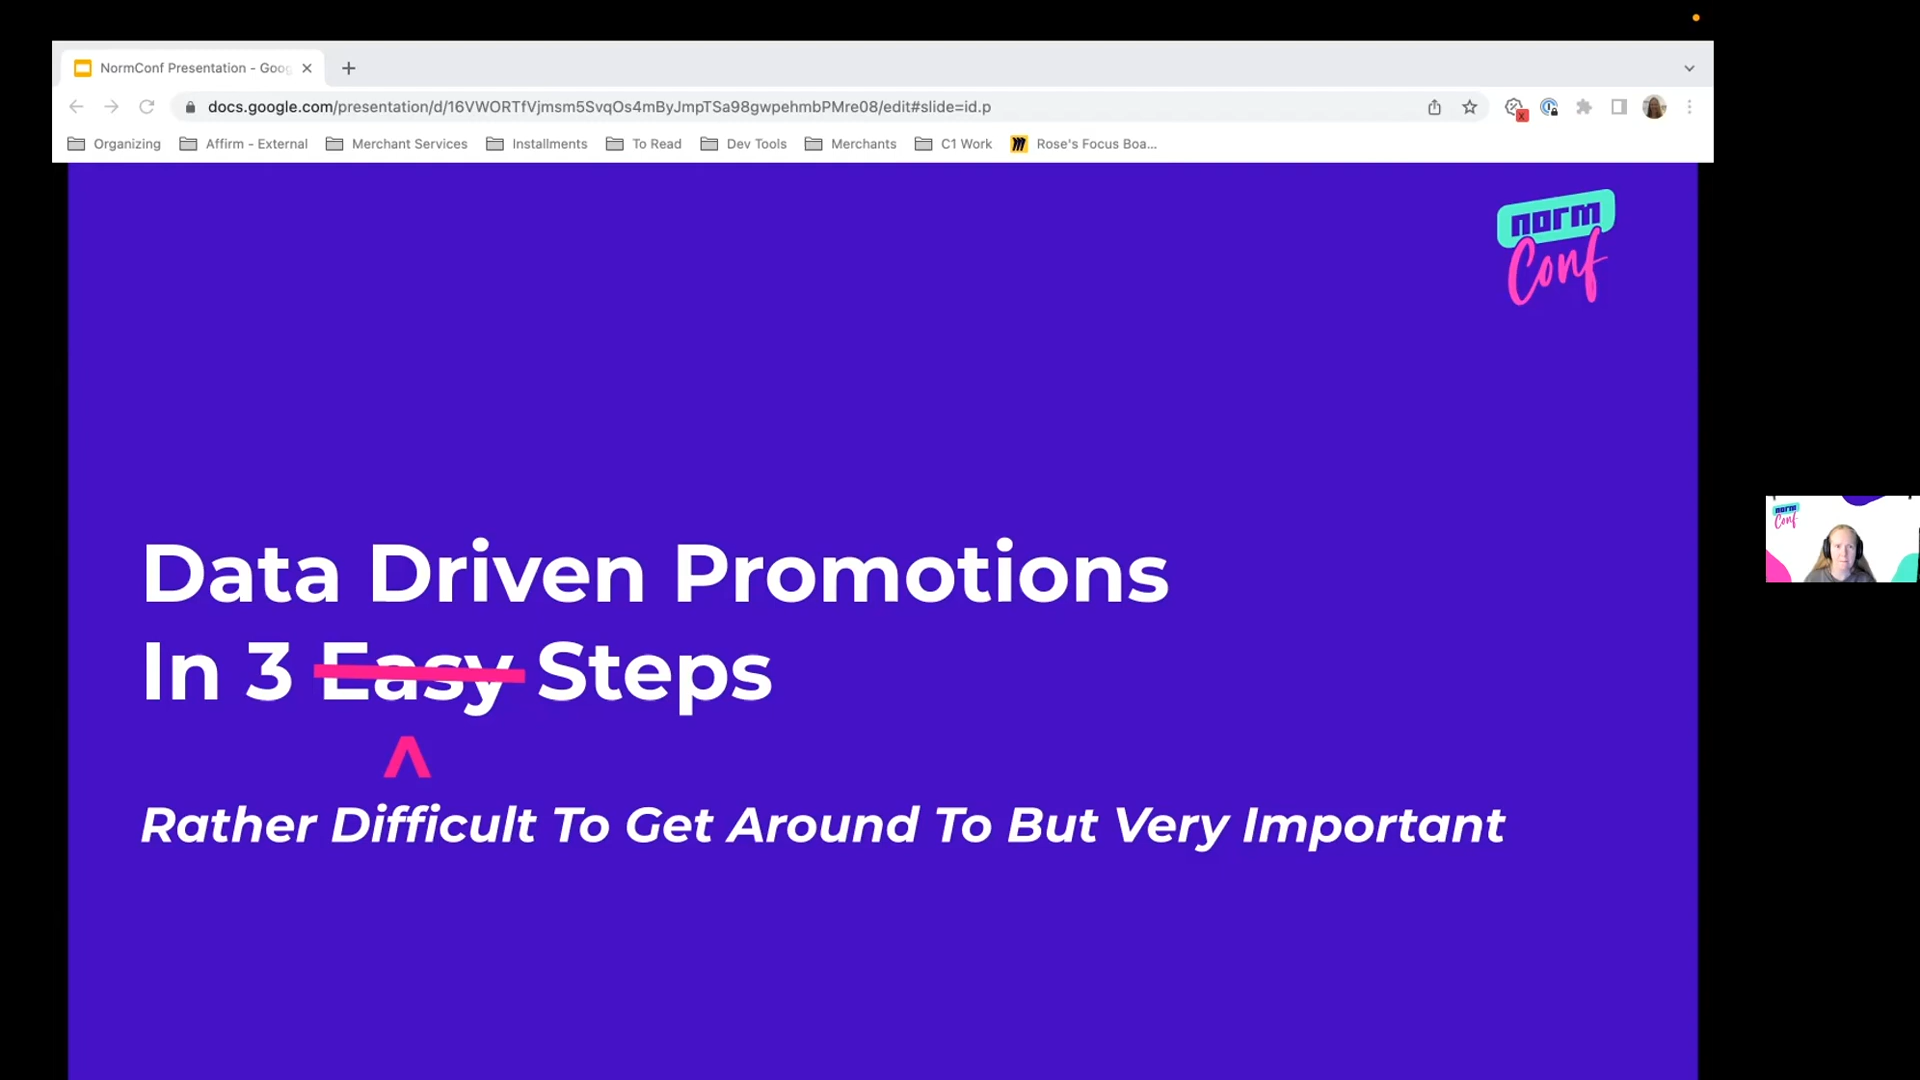 NormConf Presentation - Goog
docs.google.com/presentation/d/16VWORTfVjmsm5SvqOs4mByJmpTSa98gwpehmbPMre08/edit#slide=id.p
Organizing Affirm - External Merchant Services Installments To Read Dev Tools Merchants C1 Work Rose's Focus Boa...
norm
Conf
Data Driven Promotions
In 3 Easy Steps
^
Rather Difficult To Get Around To But Very Important
norm
Conf